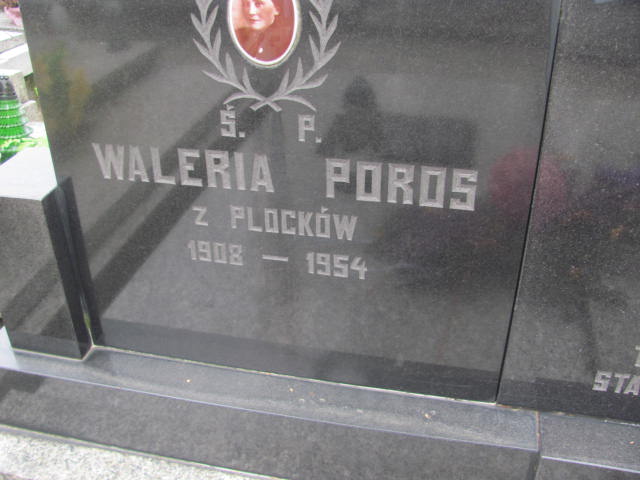 Ś. P.
WALERIA POROS
Z PLOCKÓW
1908 – 1954